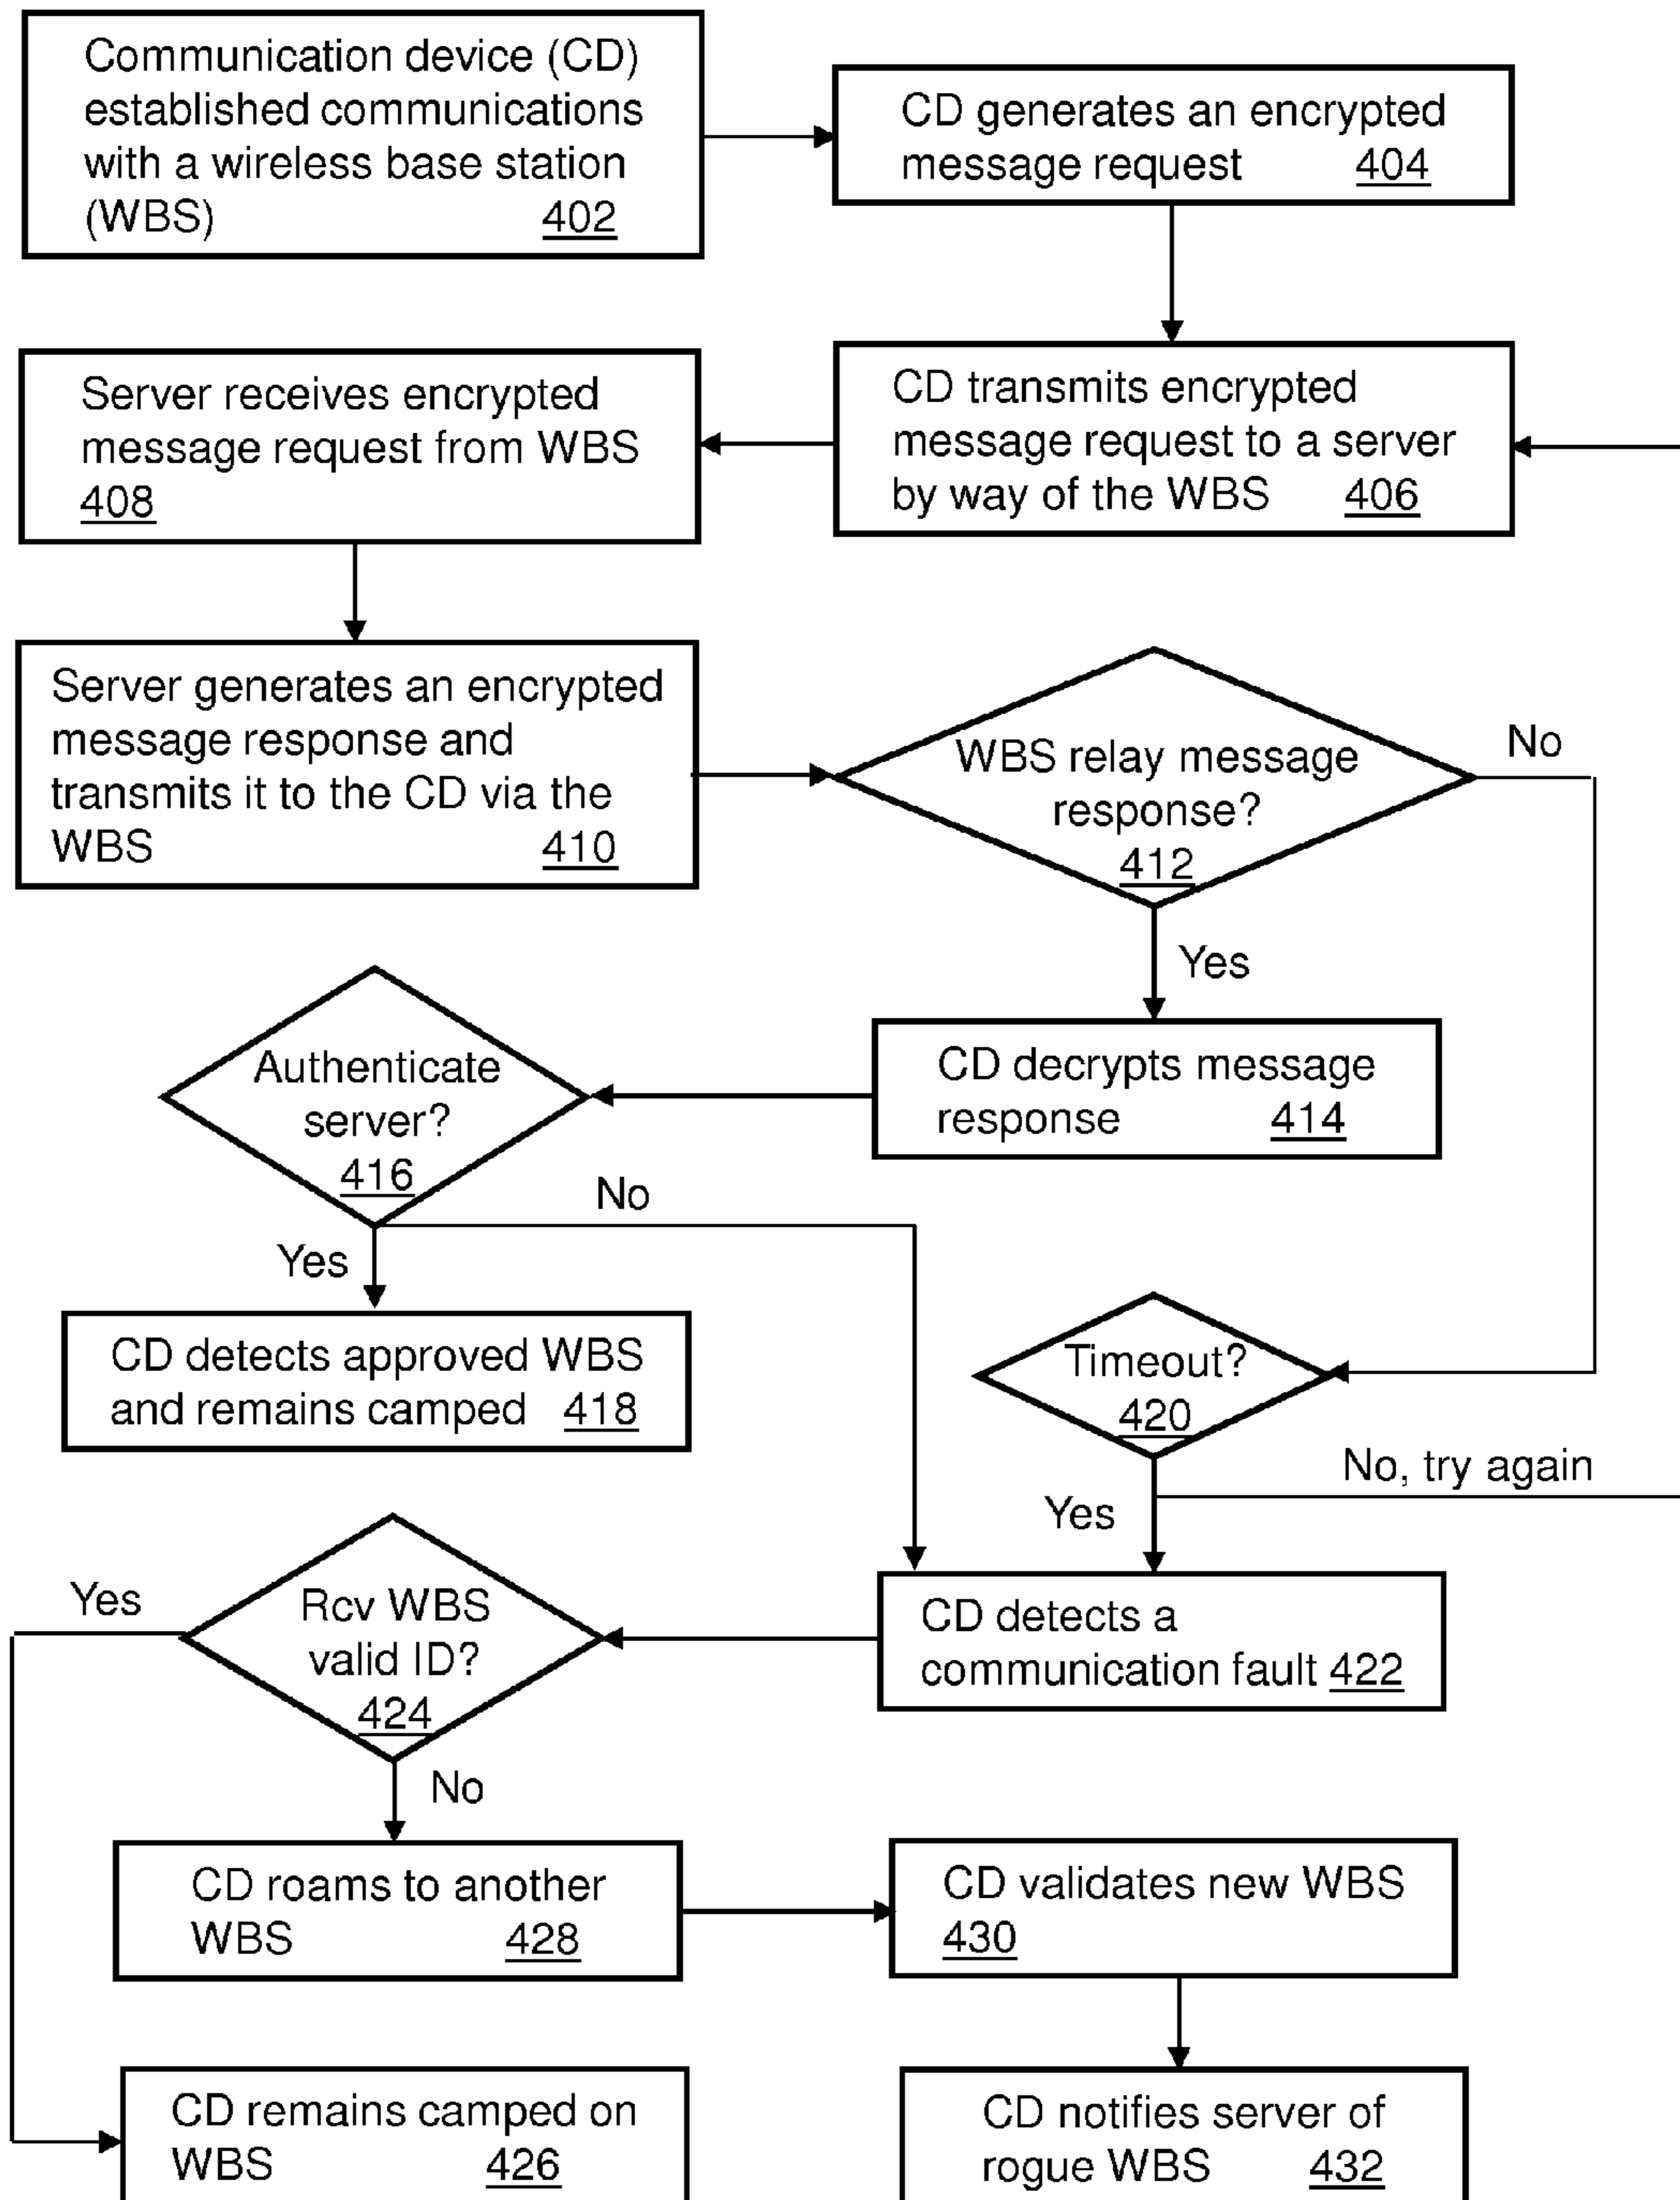 Communication device (CD)
established communications
with a wireless base station
(WBS) 402
CD generates an encrypted
message request 404
CD transmits encrypted
message request to a server
by way of the WBS 406
Server receives encrypted
message request from WBS
408
Server generates an encrypted
message response and
transmits it to the CD via the
WBS 410
WBS relay message
response?
412
No
Yes
CD decrypts message
response 414
Authenticate
server?
416
No
Yes
CD detects approved WBS
and remains camped 418
Timeout?
420
No, try again
Yes
CD detects a
communication fault 422
Rcv WBS
valid ID?
424
Yes
No
CD roams to another
WBS 428
CD validates new WBS
430
CD remains camped on
WBS 426
CD notifies server of
rogue WBS 432